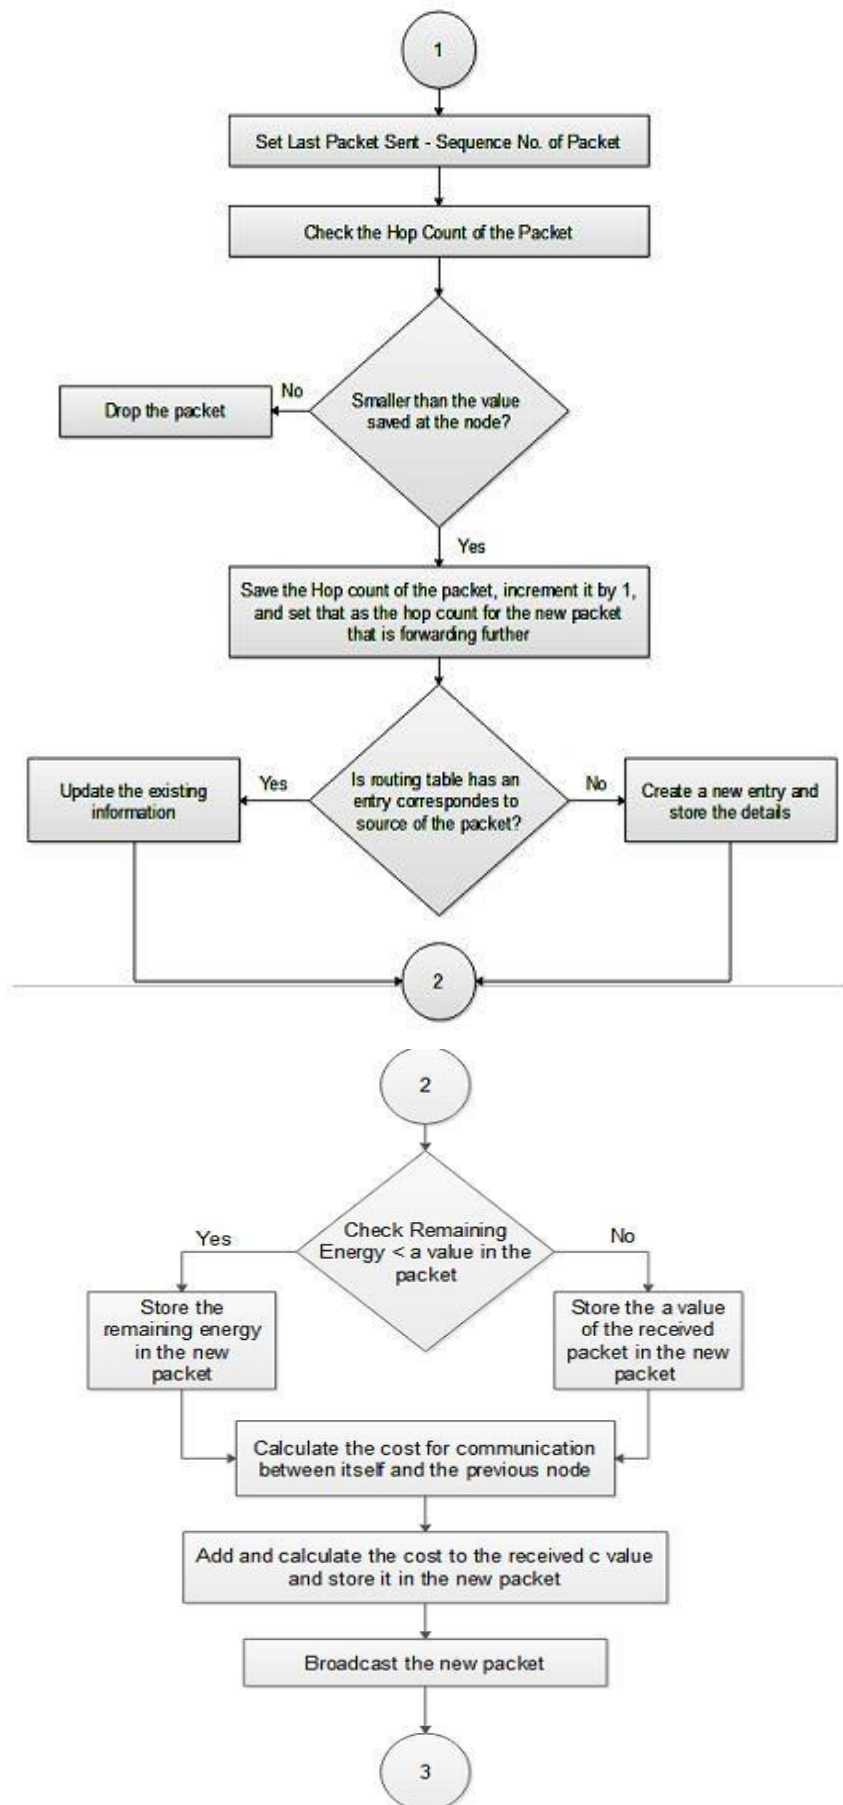 1
Set Last Packet Sent - Sequence No. of Packet
Check the Hop Count of the Packet
Smaller than the value
saved at the node?
No
Drop the packet
Yes
Save the Hop count of the packet, increment it by 1,
and set that as the hop count for the new packet
that is forwarding further
Is routing table has an
entry correspondes to
source of the packet?
Yes
Update the existing
information
No
Create a new entry and
store the details
2
2
Check Remaining
Energy < a value in the
packet
Yes
No
Store the
remaining energy
in the new
packet
Store the a value
of the received
packet in the new
packet
Calculate the cost for communication
between itself and the previous node
Add and calculate the cost to the received c value
and store it in the new packet
Broadcast the new packet
3